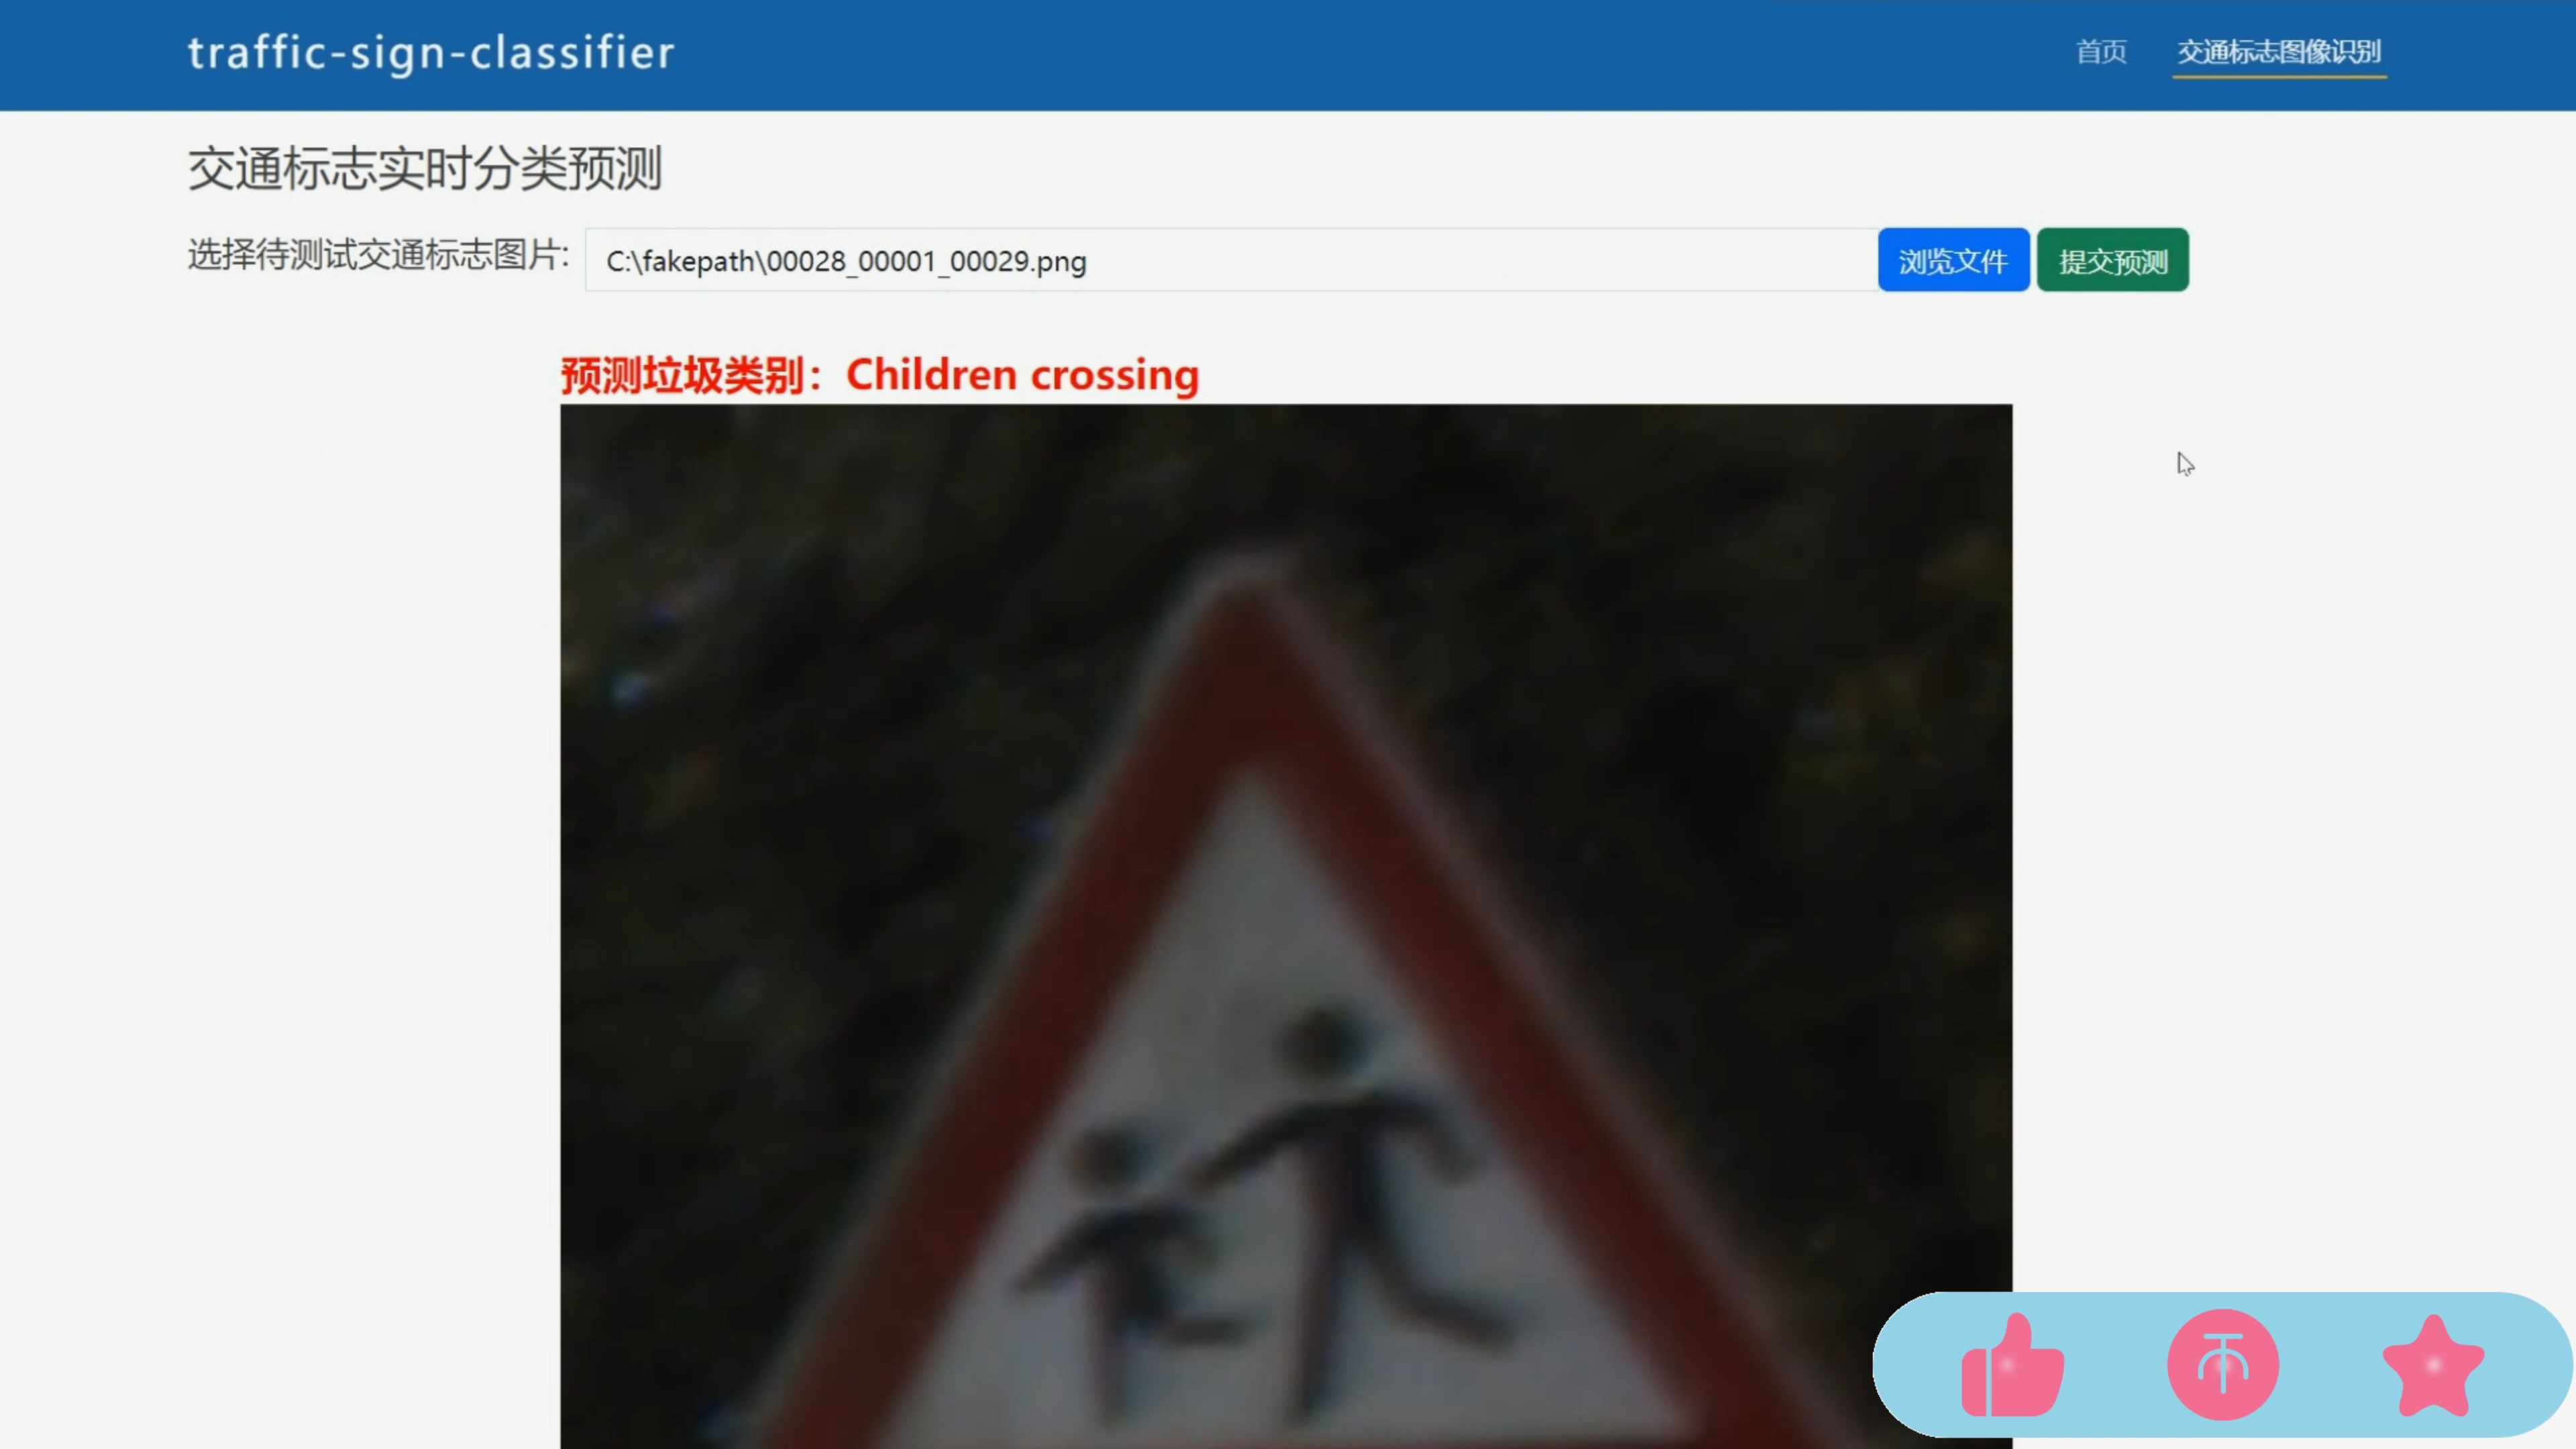 traffic-sign-classifier
首页
交通标志图像识别
交通标志实时分类预测
选择待测试交通标志图片:
C:\fakepath\00028_00001_00029.png
浏览文件
提交预测
预测垃圾类别：Children crossing